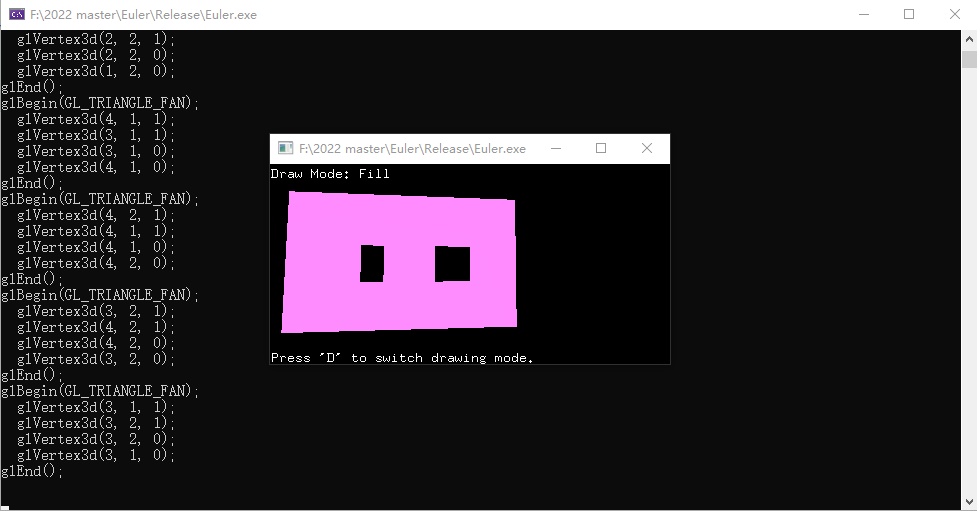 F:\2022 master\Euler\Release\Euler.exe
glVertex3d(2, 2, 1);
glVertex3d(2, 2, 0);
glVertex3d(1, 2, 0);
glEnd();
glBegin(GL_TRIANGLE_FAN);
glVertex3d(4, 1, 1);
glVertex3d(3, 1, 1);
glVertex3d(3, 1, 0);
glVertex3d(4, 1, 0);
glEnd();
glBegin(GL_TRIANGLE_FAN);
glVertex3d(4, 2, 1);
glVertex3d(4, 1, 1);
glVertex3d(4, 1, 0);
glVertex3d(4, 2, 0);
glEnd();
glBegin(GL_TRIANGLE_FAN);
glVertex3d(3, 2, 1);
glVertex3d(4, 2, 1);
glVertex3d(4, 2, 0);
glVertex3d(3, 2, 0);
glEnd();
glBegin(GL_TRIANGLE_FAN);
glVertex3d(3, 1, 1);
glVertex3d(3, 2, 1);
glVertex3d(3, 2, 0);
glVertex3d(3, 1, 0);
glEnd();
F:\2022 master\Euler\Release\Euler.exe
Draw Mode: Fill
Press 'D' to switch drawing mode.